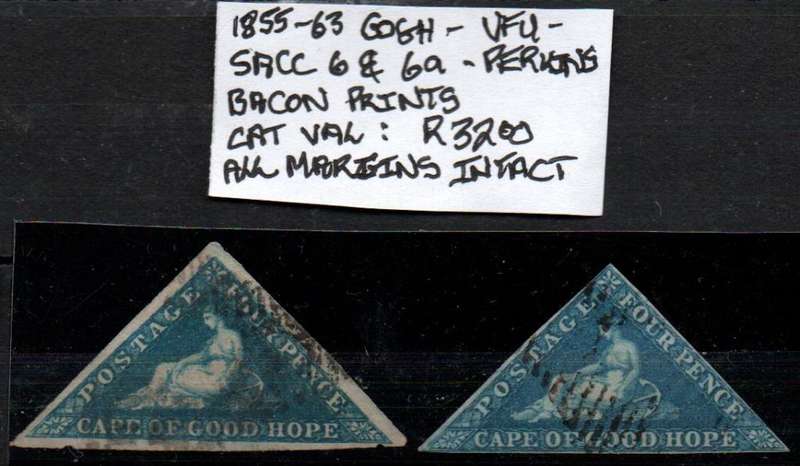 1855-63 GOGH - VFU -
SACC 6 & 6a - PERKINS
BACON PRINTS
CAT VAL : R3200
ALL MARGINS INTACT
POSTAGE FOUR PENCE
CAPE OF GOOD HOPE
POSTAGE FOUR PENCE
CAPE OF GOOD HOPE